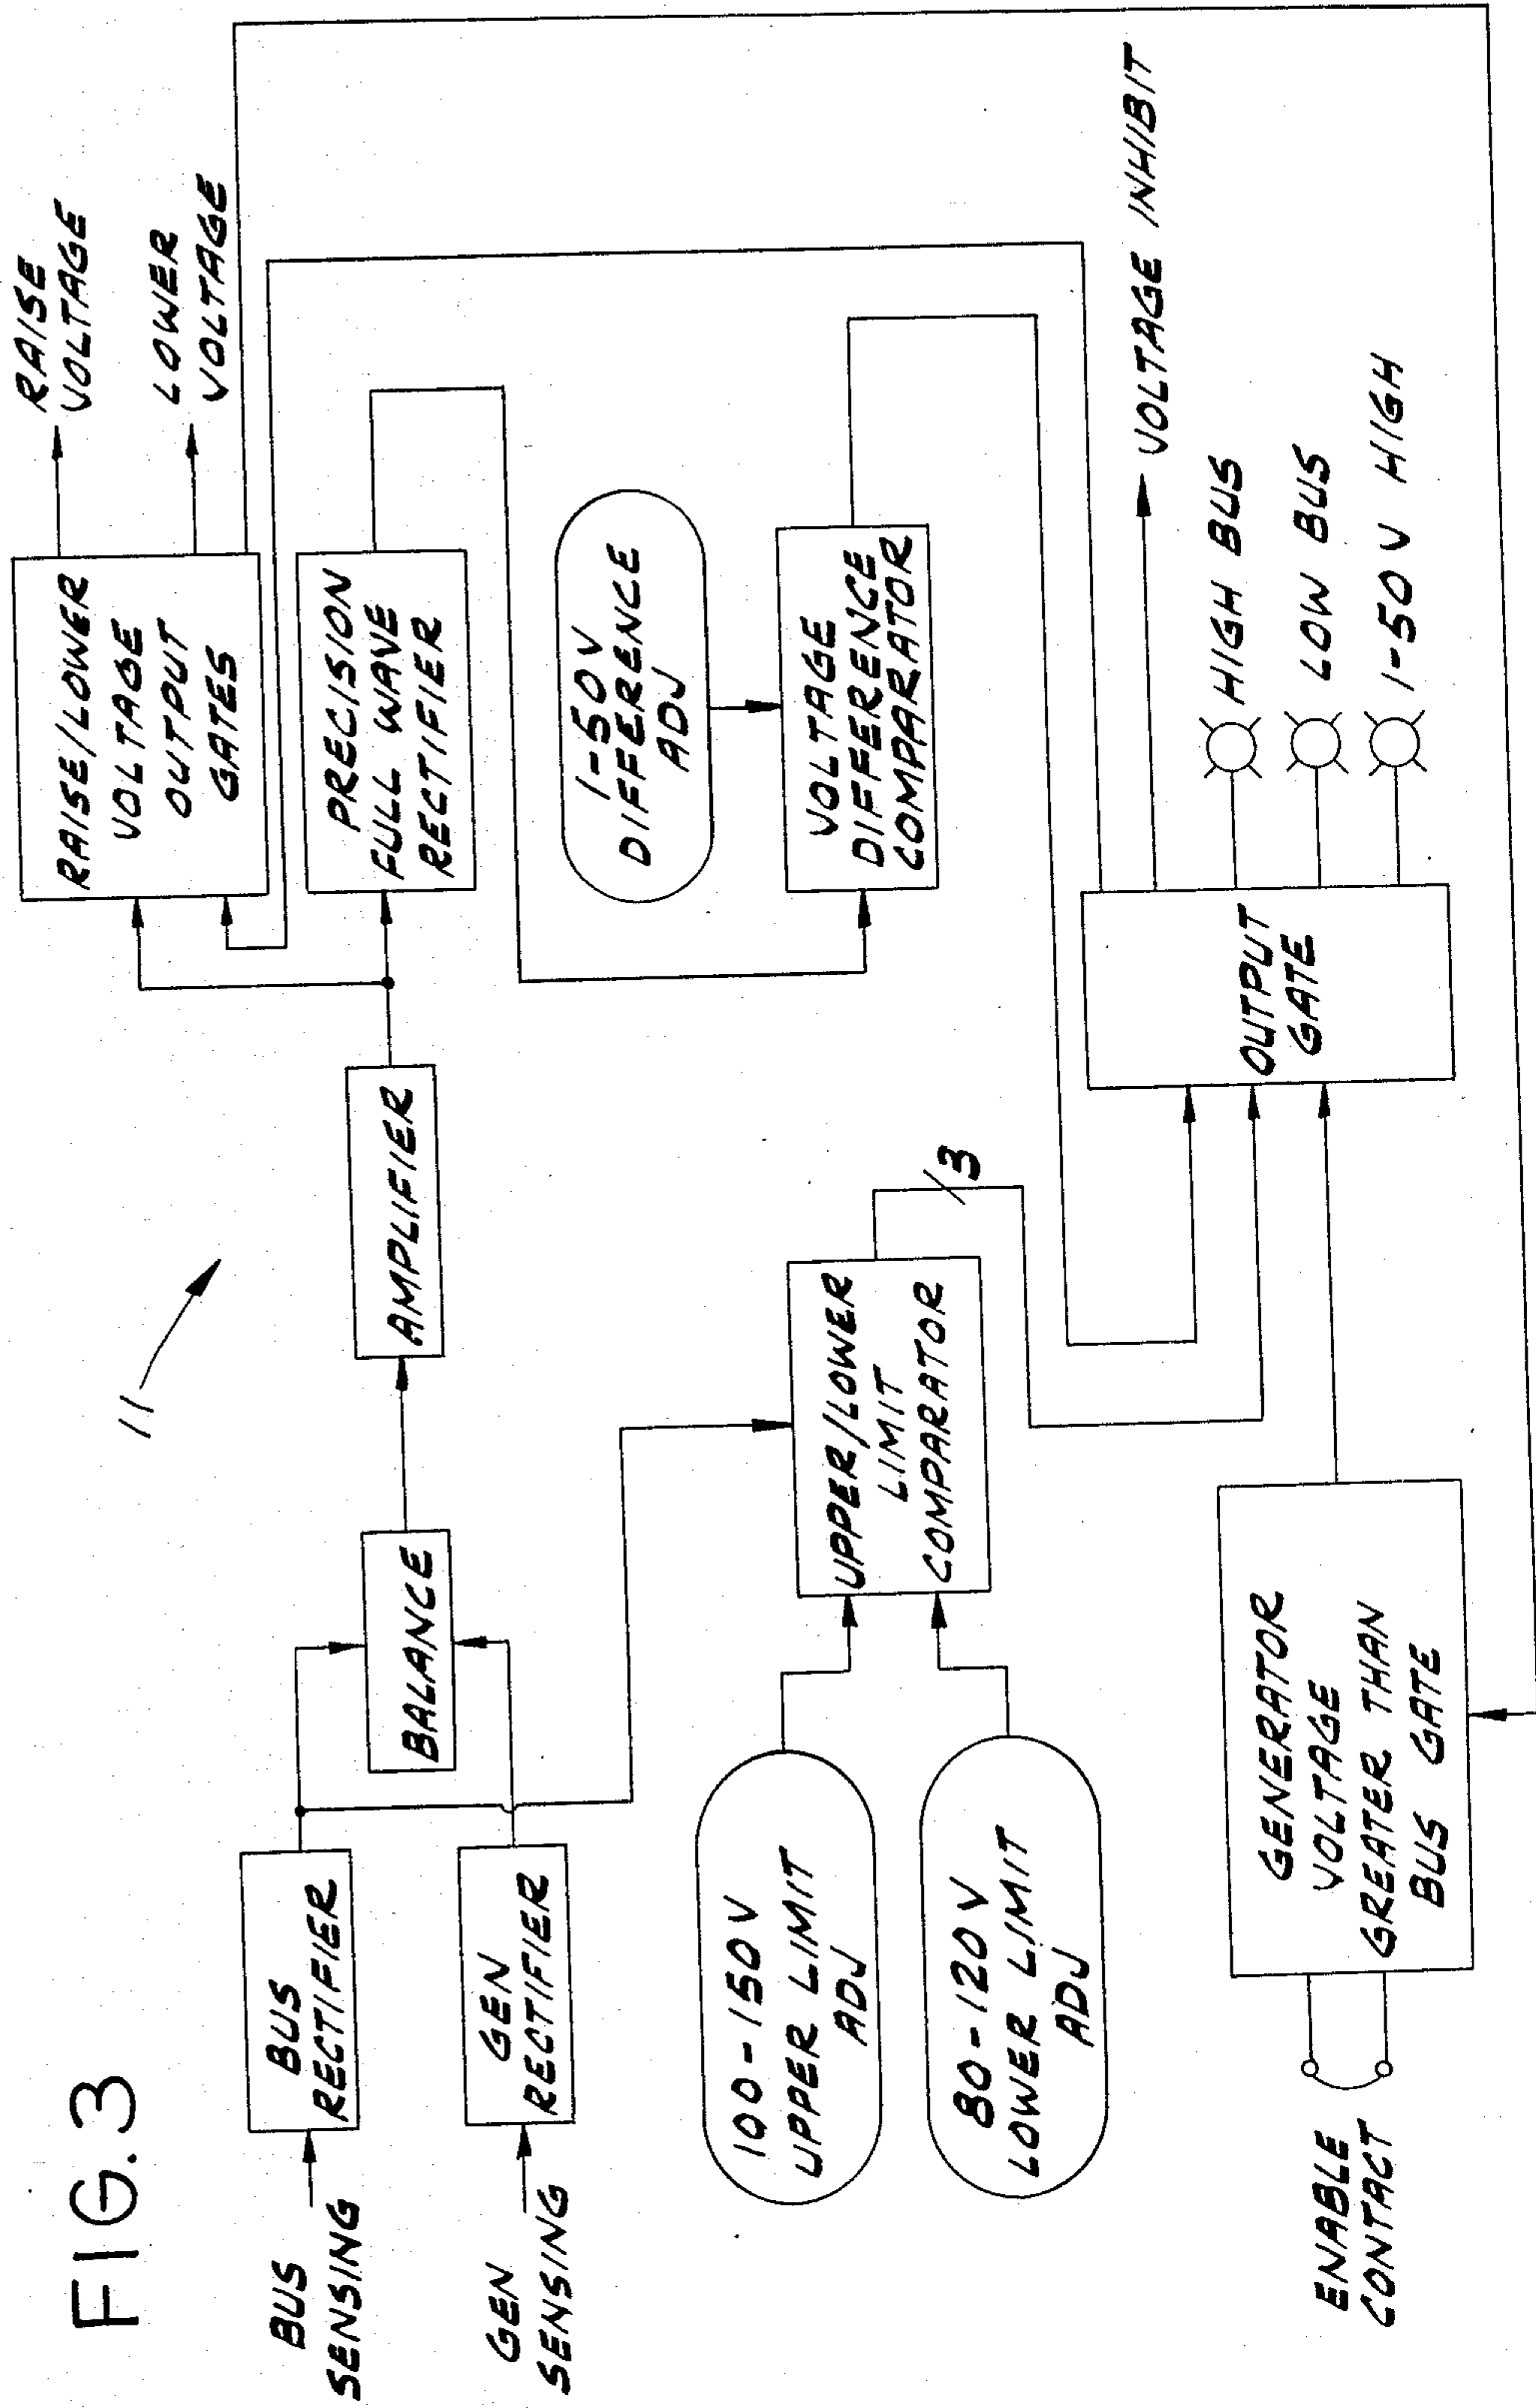 FIG.3
11
BUS
SENSING
BUS
RECTIFIER
GEN
SENSING
GEN
RECTIFIER
BALANCE
AMPLIFIER
RAISE/LOWER
VOLTAGE
OUTPUT
GATES
RAISE
VOLTAGE
LOWER
VOLTAGE
PRECISION
FULL WAVE
RECTIFIER
1-50V
DIFFERENCE
ADJ
VOLTAGE
DIFFERENCE
COMPARATOR
100-150V
UPPER LIMIT
ADJ
80-120V
LOWER LIMIT
ADJ
UPPER/LOWER
LIMIT
COMPARATOR
3
ENABLE
CONTACT
GENERATOR
VOLTAGE
GREATER THAN
BUS GATE
OUTPUT
GATE
VOLTAGE INHIBIT
HIGH BUS
LOW BUS
1-50V HIGH